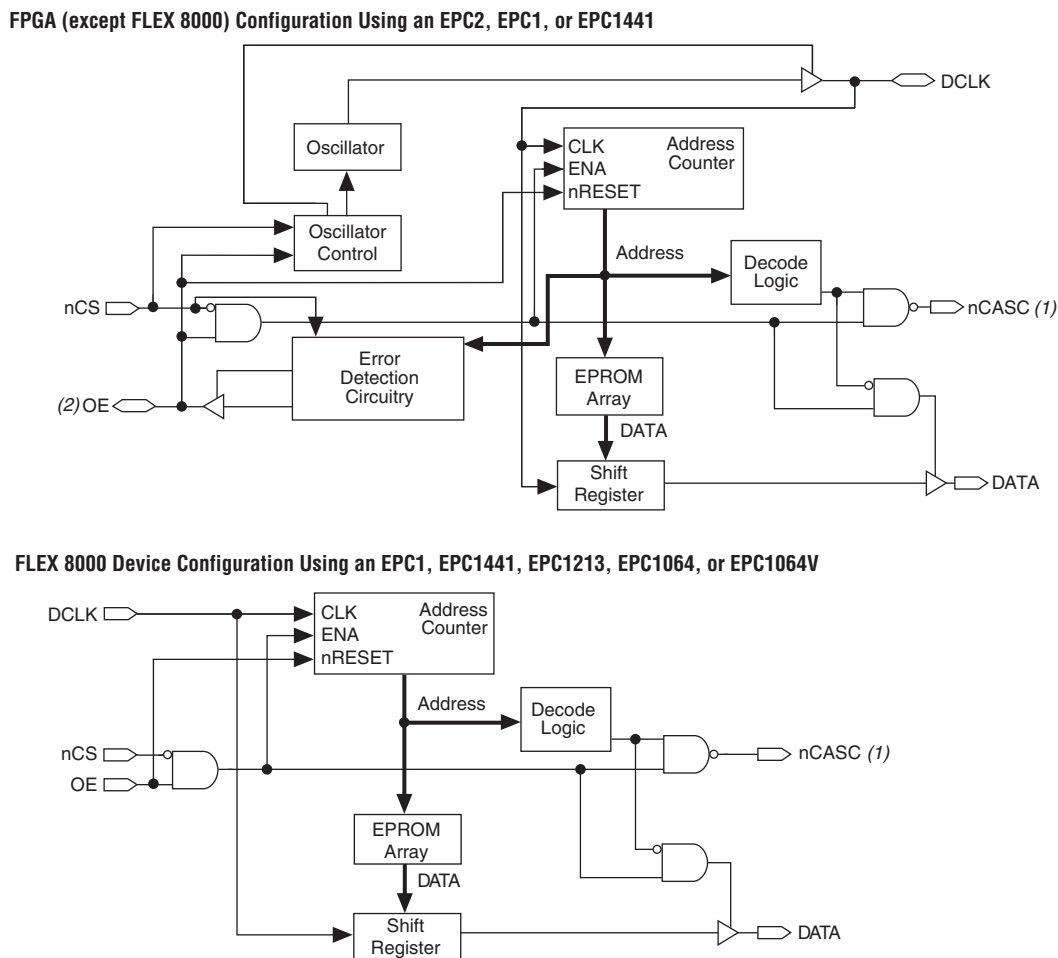 FPGA (except FLEX 8000) Configuration Using an EPC2, EPC1, or EPC1441
DCLK
Oscillator
CLK
Address
Counter
ENA
nRESET
Oscillator
Control
Address
Decode
Logic
nCS
nCASC (1)
Error
Detection
Circuitry
EPROM
Array
(2) OE
DATA
Shift
Register
DATA
FLEX 8000 Device Configuration Using an EPC1, EPC1441, EPC1213, EPC1064, or EPC1064V
DCLK
CLK
Address
Counter
ENA
nRESET
Address
Decode
Logic
nCS
nCASC (1)
OE
EPROM
Array
DATA
Shift
Register
DATA